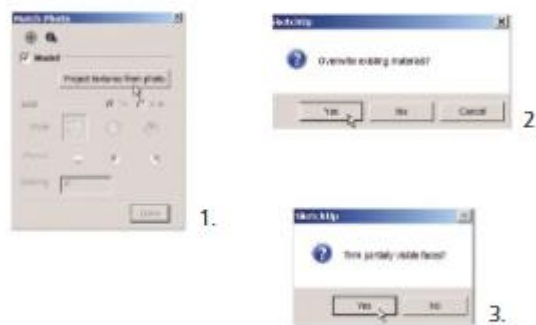 Match Photo
Model
Project textures from photo
1.
SketchUp
Overwrite existing materials?
Yes
No
Cancel
2
SketchUp
Trim partially visible faces?
Yes
No
3.